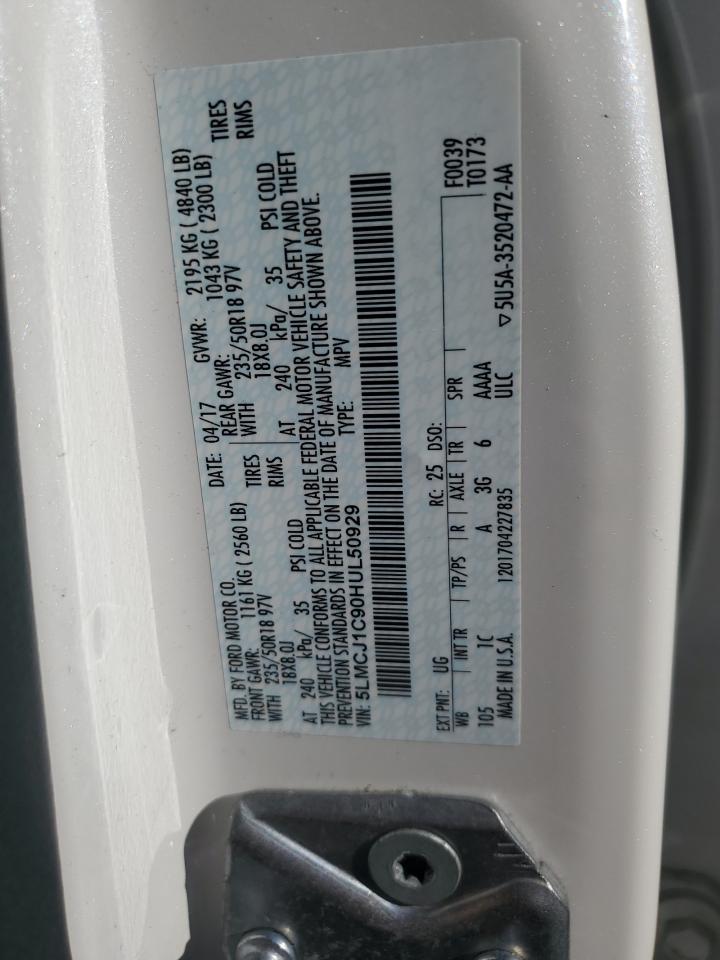 MFD. BY FORD MOTOR CO. DATE: 04/17 GVWR: 2195 KG ( 4840 LB)
FRONT GAWR: 1161 KG ( 2560 LB) REAR GAWR: 1043 KG ( 2300 LB)
WITH 235/50R18 97V TIRES WITH 235/50R18 97V TIRES
18X8.0J RIMS 18X8.0J RIMS
AT 240 kPa/ 35 PSI COLD AT 240 kPa/ 35 PSI COLD
THIS VEHICLE CONFORMS TO ALL APPLICABLE FEDERAL MOTOR VEHICLE SAFETY AND THEFT
PREVENTION STANDARDS IN EFFECT ON THE DATE OF MANUFACTURE SHOWN ABOVE.
VIN: 5LMCJ1C90HUL50929 TYPE: MPV
F0039
T0173
EXT PNT: UG RC: 25 DSO:
WB INT TR TP/PS R AXLE TR SPR
105 1C A 3G 6 AAAA
MADE IN U.S.A. 1201704227835 ULC ▽5U5A-3520472-AA